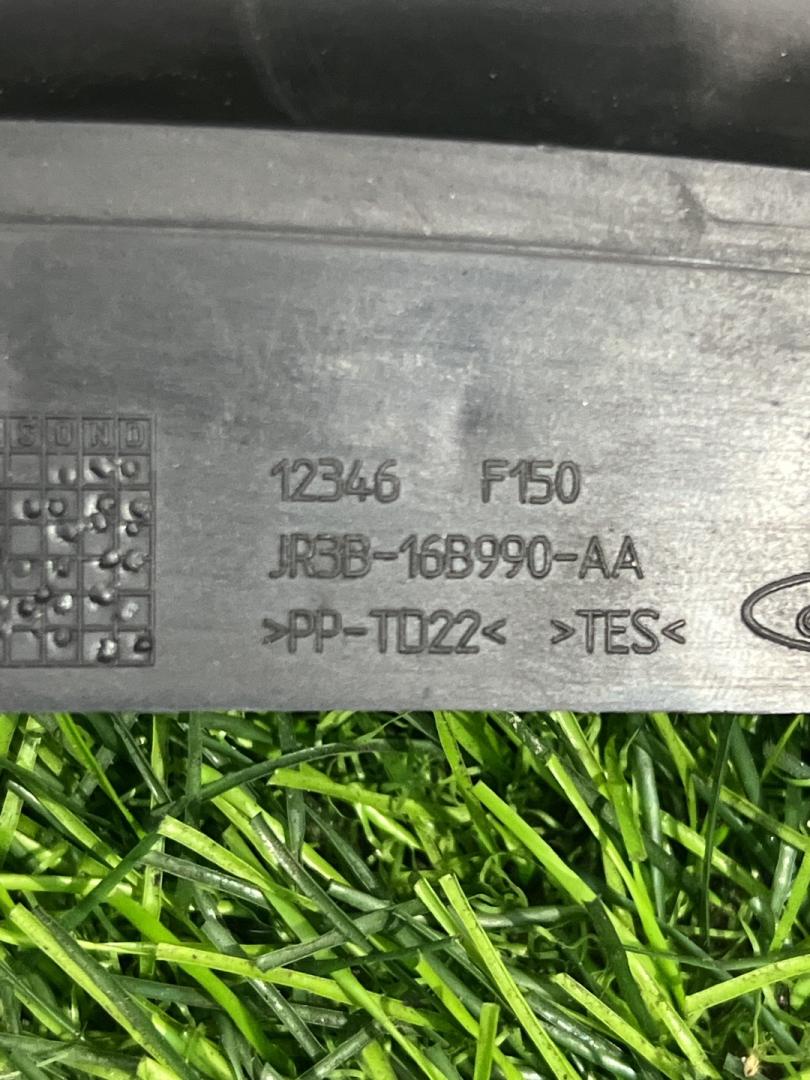 S O N D
12346 F150
JR3B-16B990-AA
>PP-TD22< >TES<